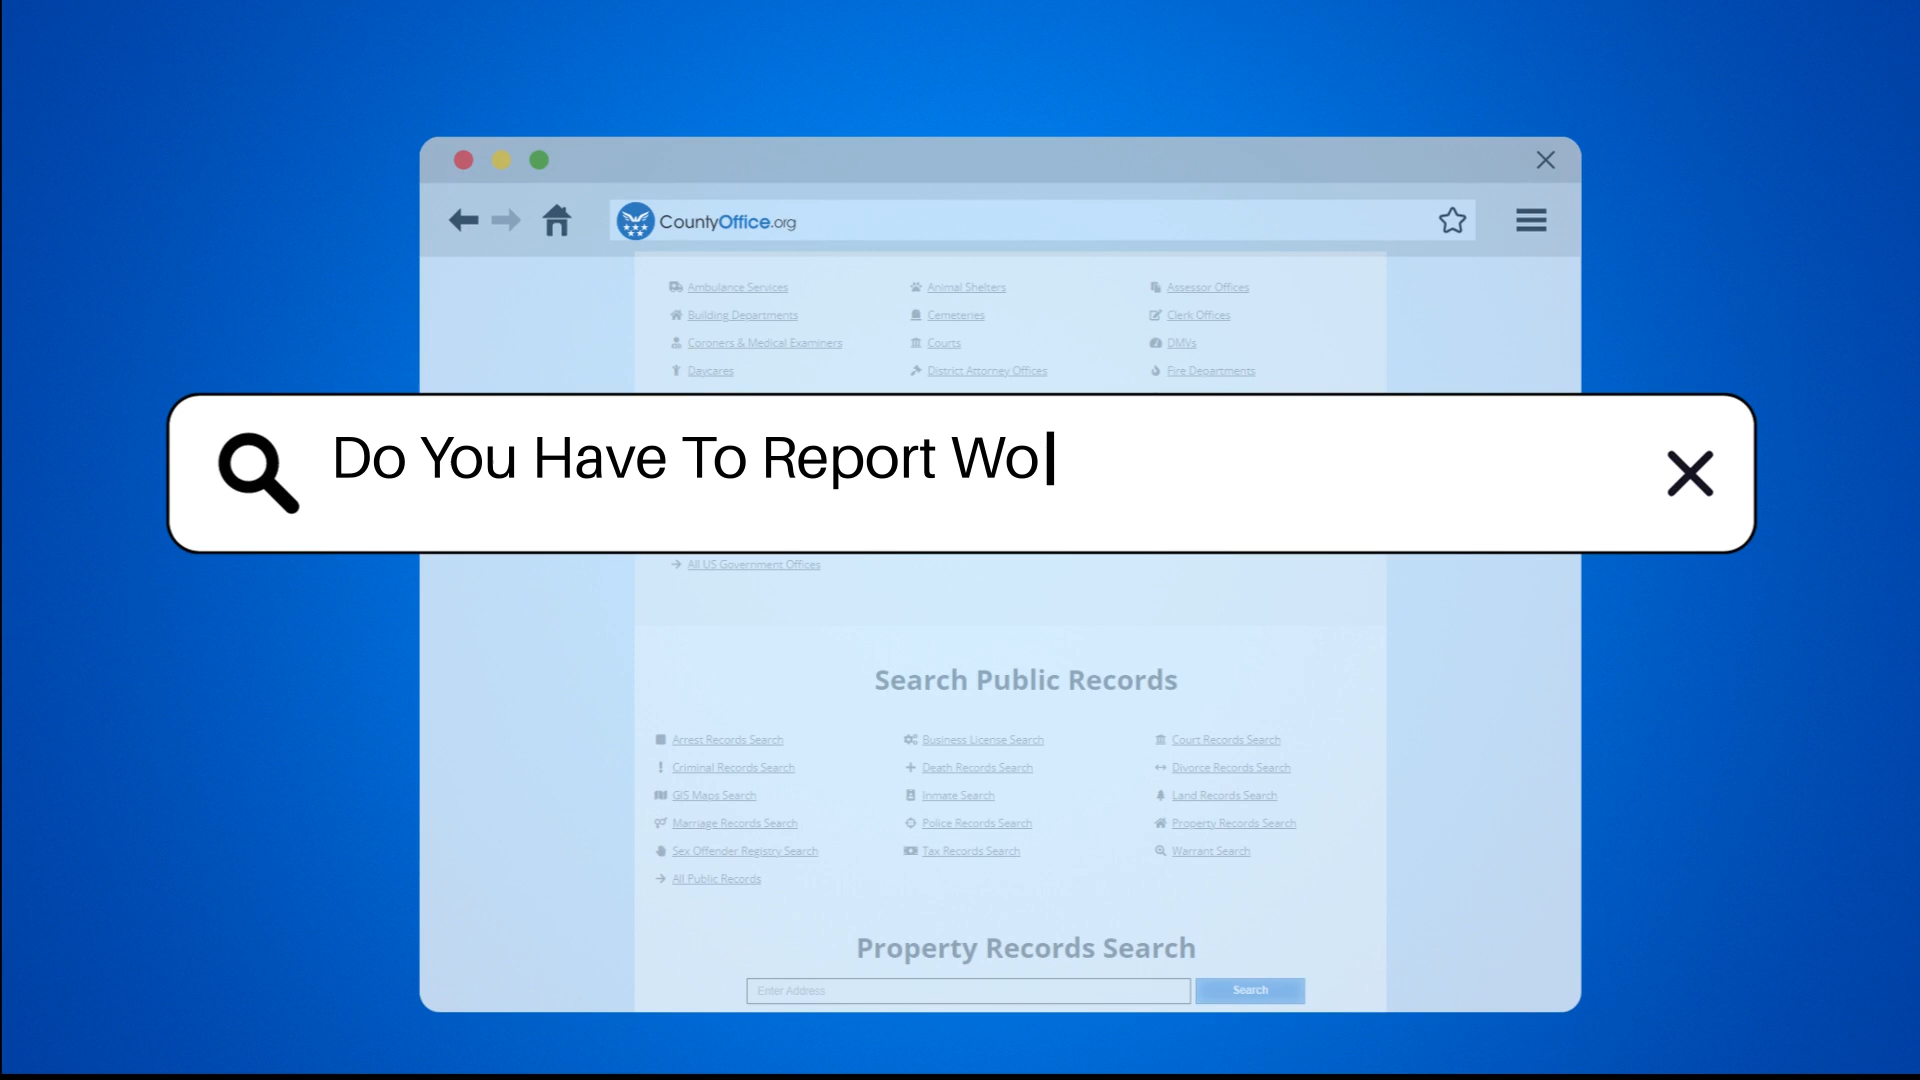 CountyOffice.org
Ambulance Services Animal Shelters Assessor Offices
Building Departments Cemeteries Clerk Offices
Coroners & Medical Examiners Courts DMVs
Daycares District Attorney Offices Fire Departments
Do You Have To Report Wo
All US Government Offices
Search Public Records
Arrest Records Search Business License Search Court Records Search
Criminal Records Search Death Records Search Divorce Records Search
GIS Maps Search Inmate Search Land Records Search
Marriage Records Search Police Records Search Property Records Search
Sex Offender Registry Search Tax Records Search Warrant Search
All Public Records
Property Records Search
Enter Address Search